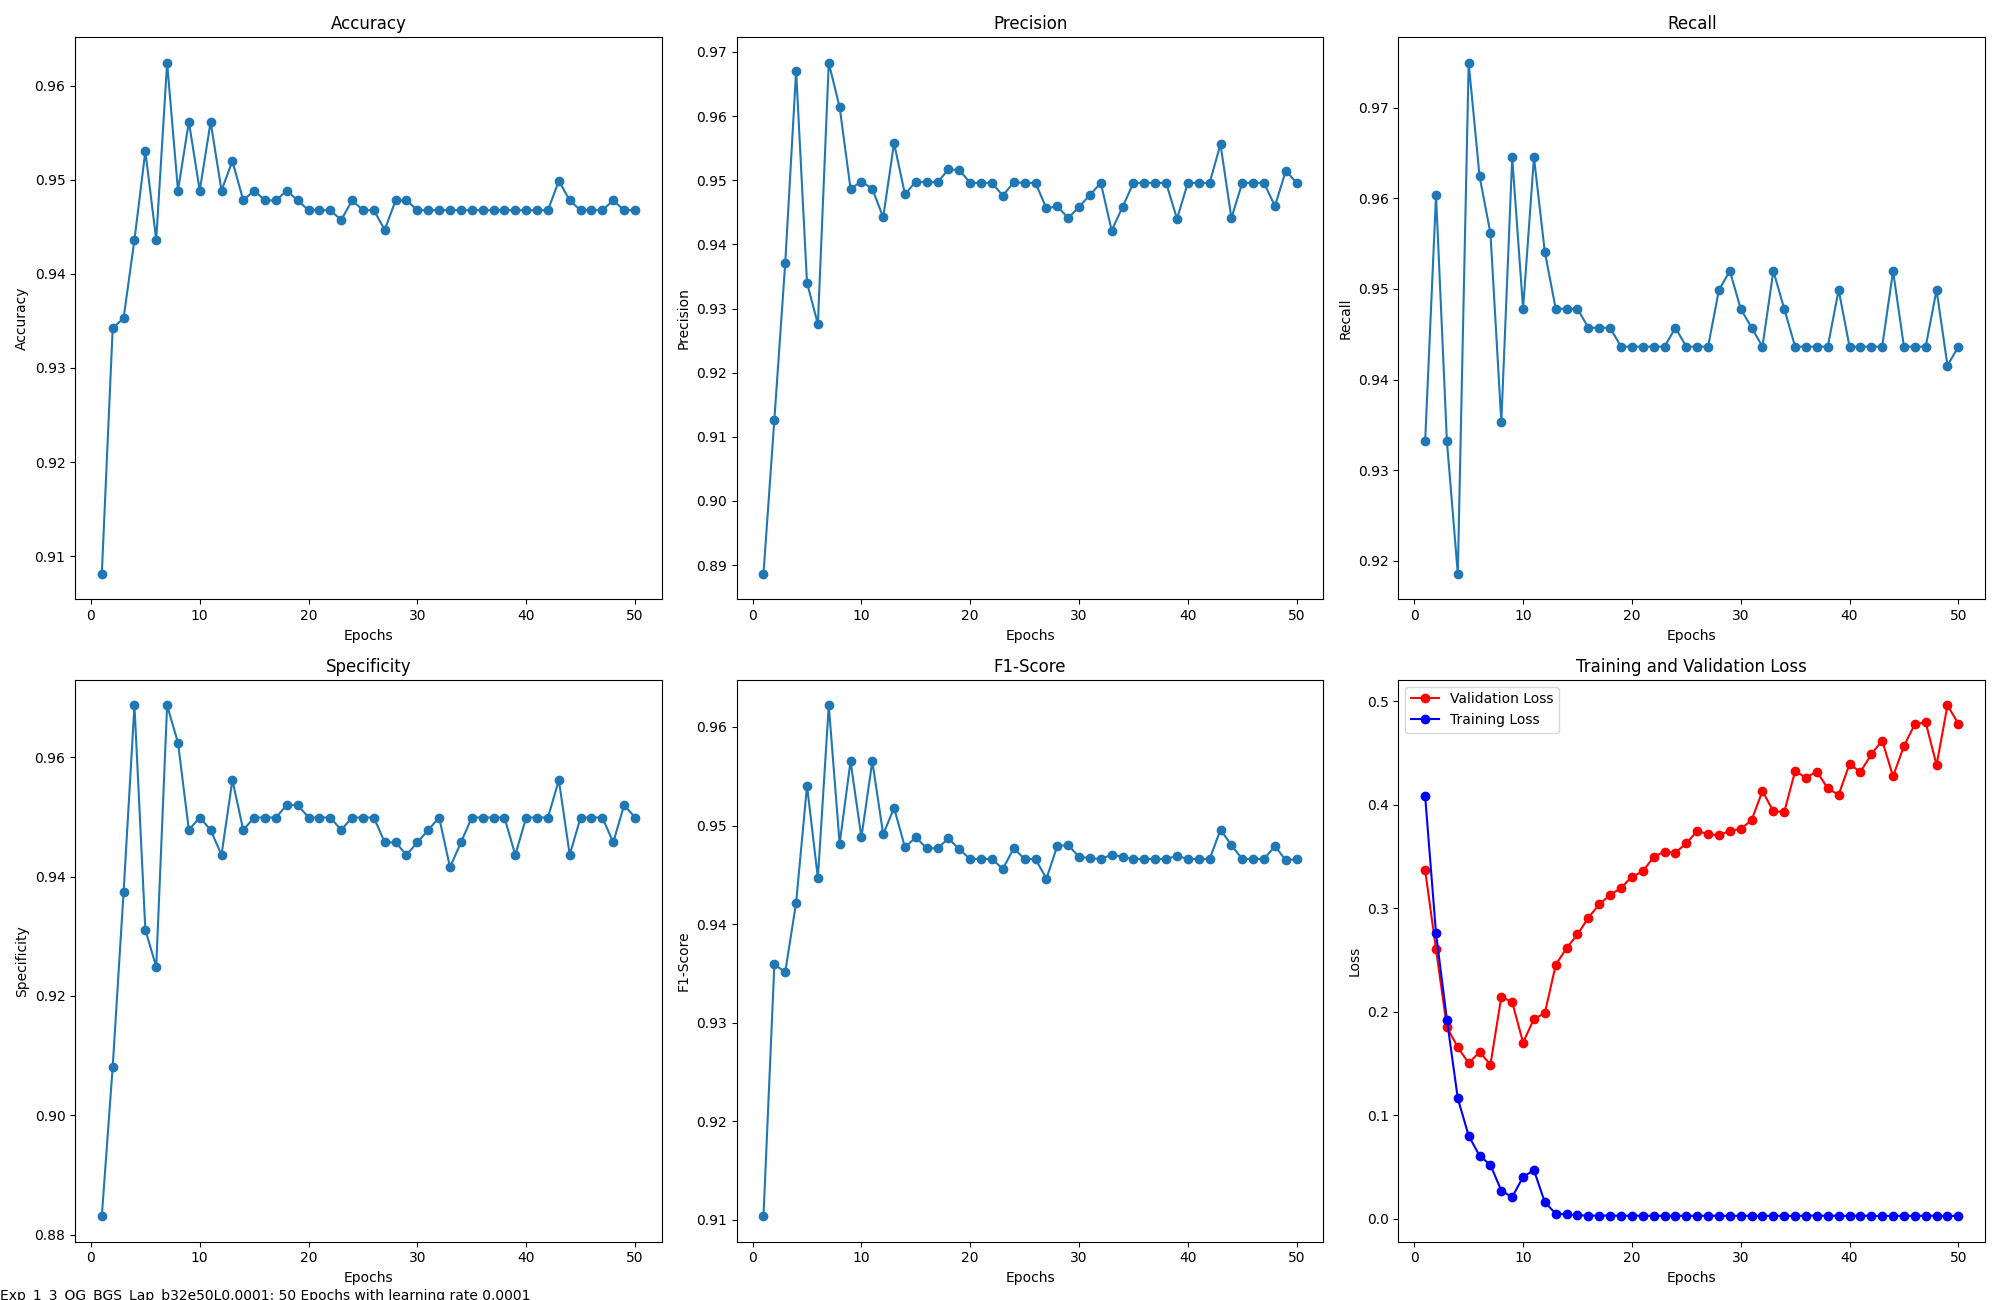 Accuracy
0.96
0.95
0.94
0.93
0.92
0.91
Accuracy
0 10 20 30 40 50
Epochs
Precision
0.97
0.96
0.95
0.94
0.93
0.92
0.91
0.90
0.89
Precision
0 10 20 30 40 50
Epochs
Recall
0.97
0.96
0.95
0.94
0.93
0.92
Recall
0 10 20 30 40 50
Epochs
Specificity
0.96
0.94
0.92
0.90
0.88
Specificity
0 10 20 30 40 50
Epochs
F1-Score
0.96
0.95
0.94
0.93
0.92
0.91
F1-Score
0 10 20 30 40 50
Epochs
Training and Validation Loss
Validation Loss
Training Loss
0.5
0.4
0.3
0.2
0.1
0.0
Loss
0 10 20 30 40 50
Epochs
Exp_1_3_OG_BGS_Lap_b32e50L0.0001: 50 Epochs with learning rate 0.0001